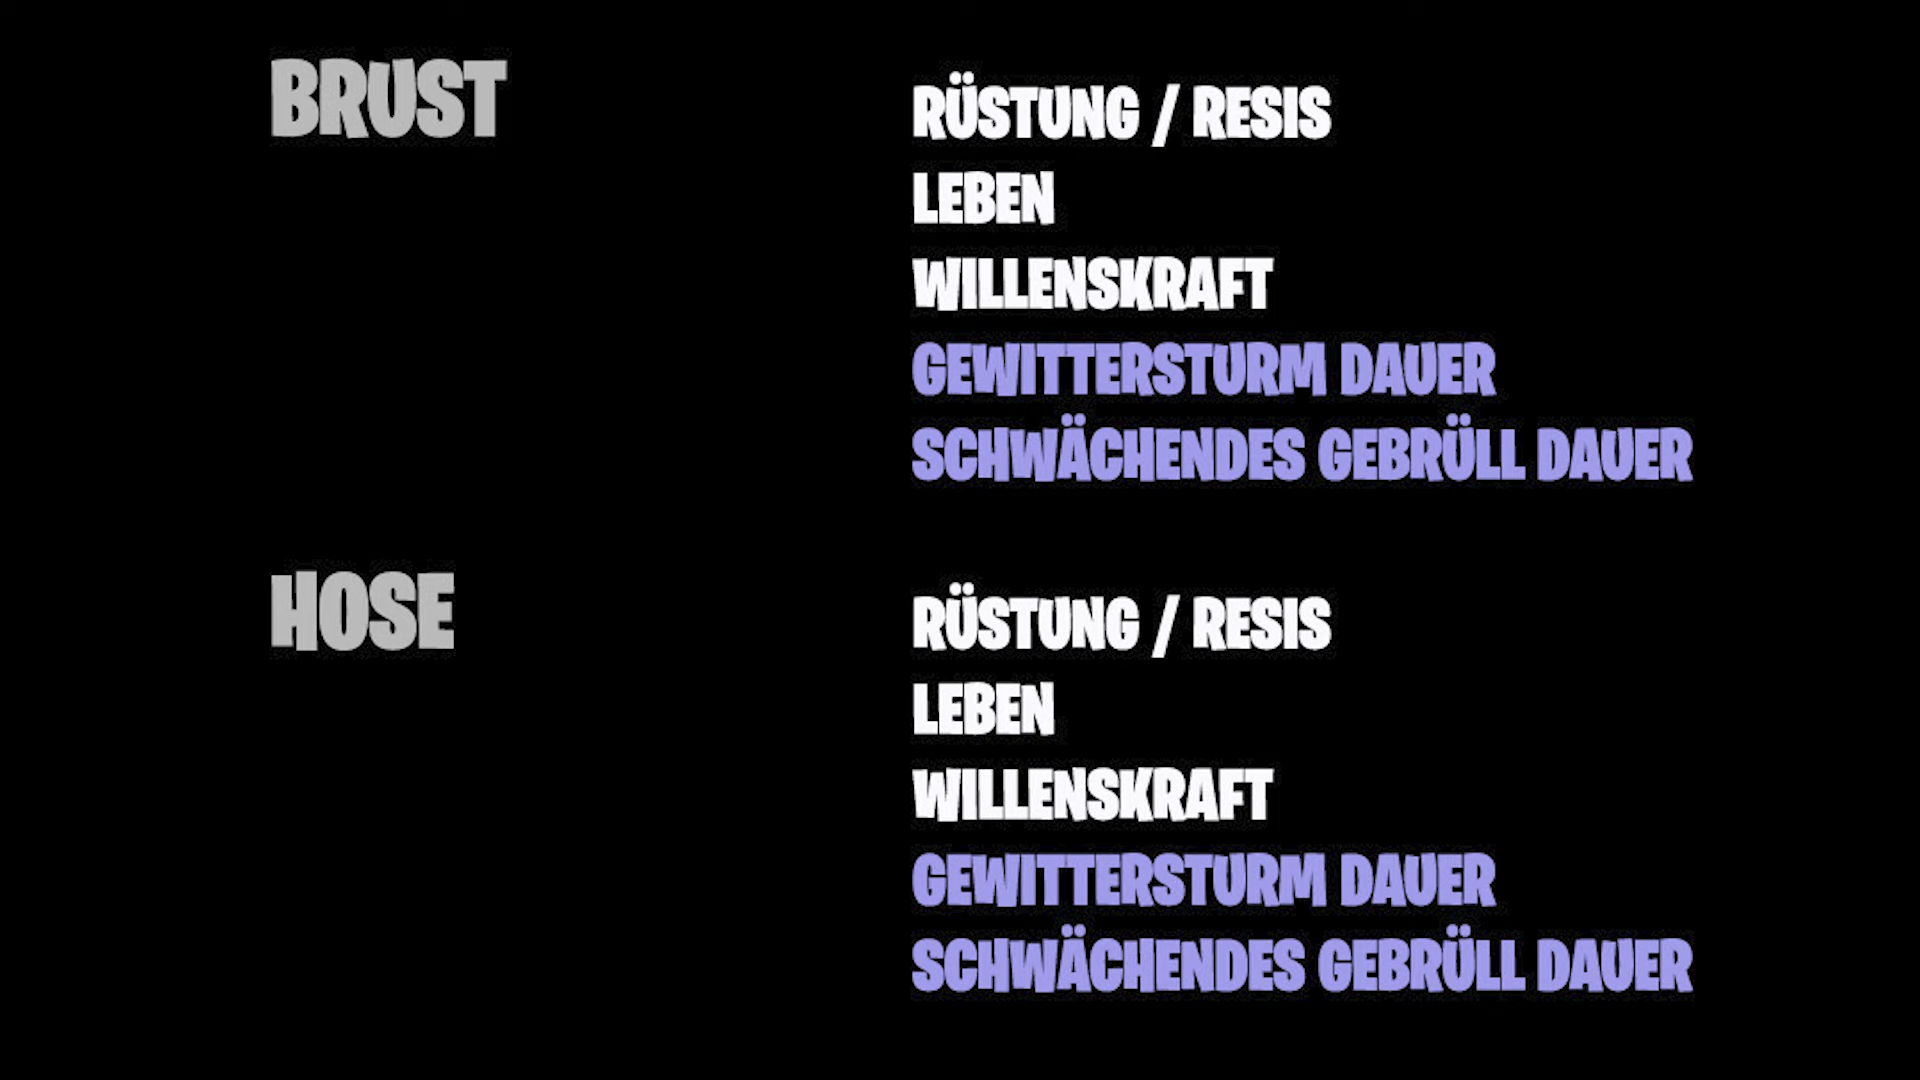 BRUST
RÜSTUNG / RESIS
LEBEN
WILLENSKRAFT
GEWITTERSTURM DAUER
SCHWÄCHENDES GEBRÜLL DAUER
HOSE
RÜSTUNG / RESIS
LEBEN
WILLENSKRAFT
GEWITTERSTURM DAUER
SCHWÄCHENDES GEBRÜLL DAUER